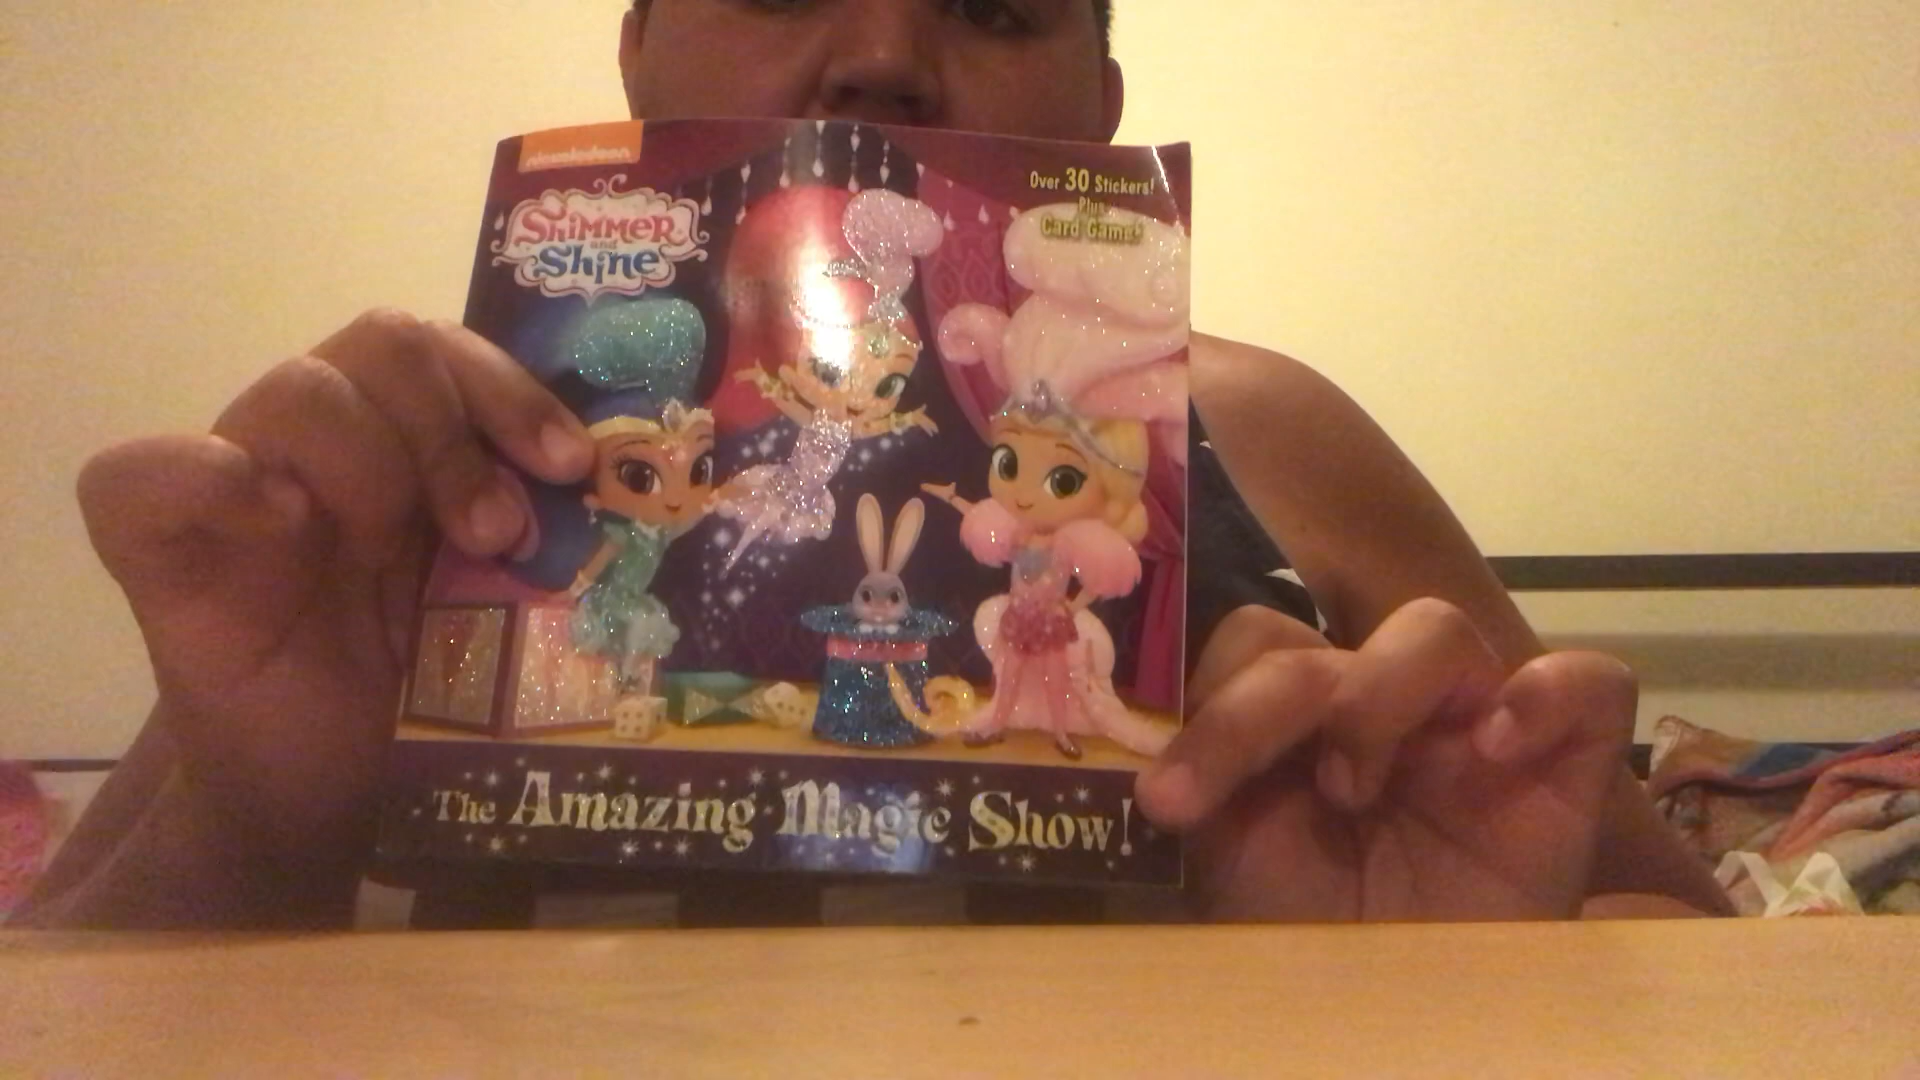 nickelodeon
Over 30 Stickers!
Plus
Card Game!
Shimmer
and
Shine
The Amazing Magic Show!